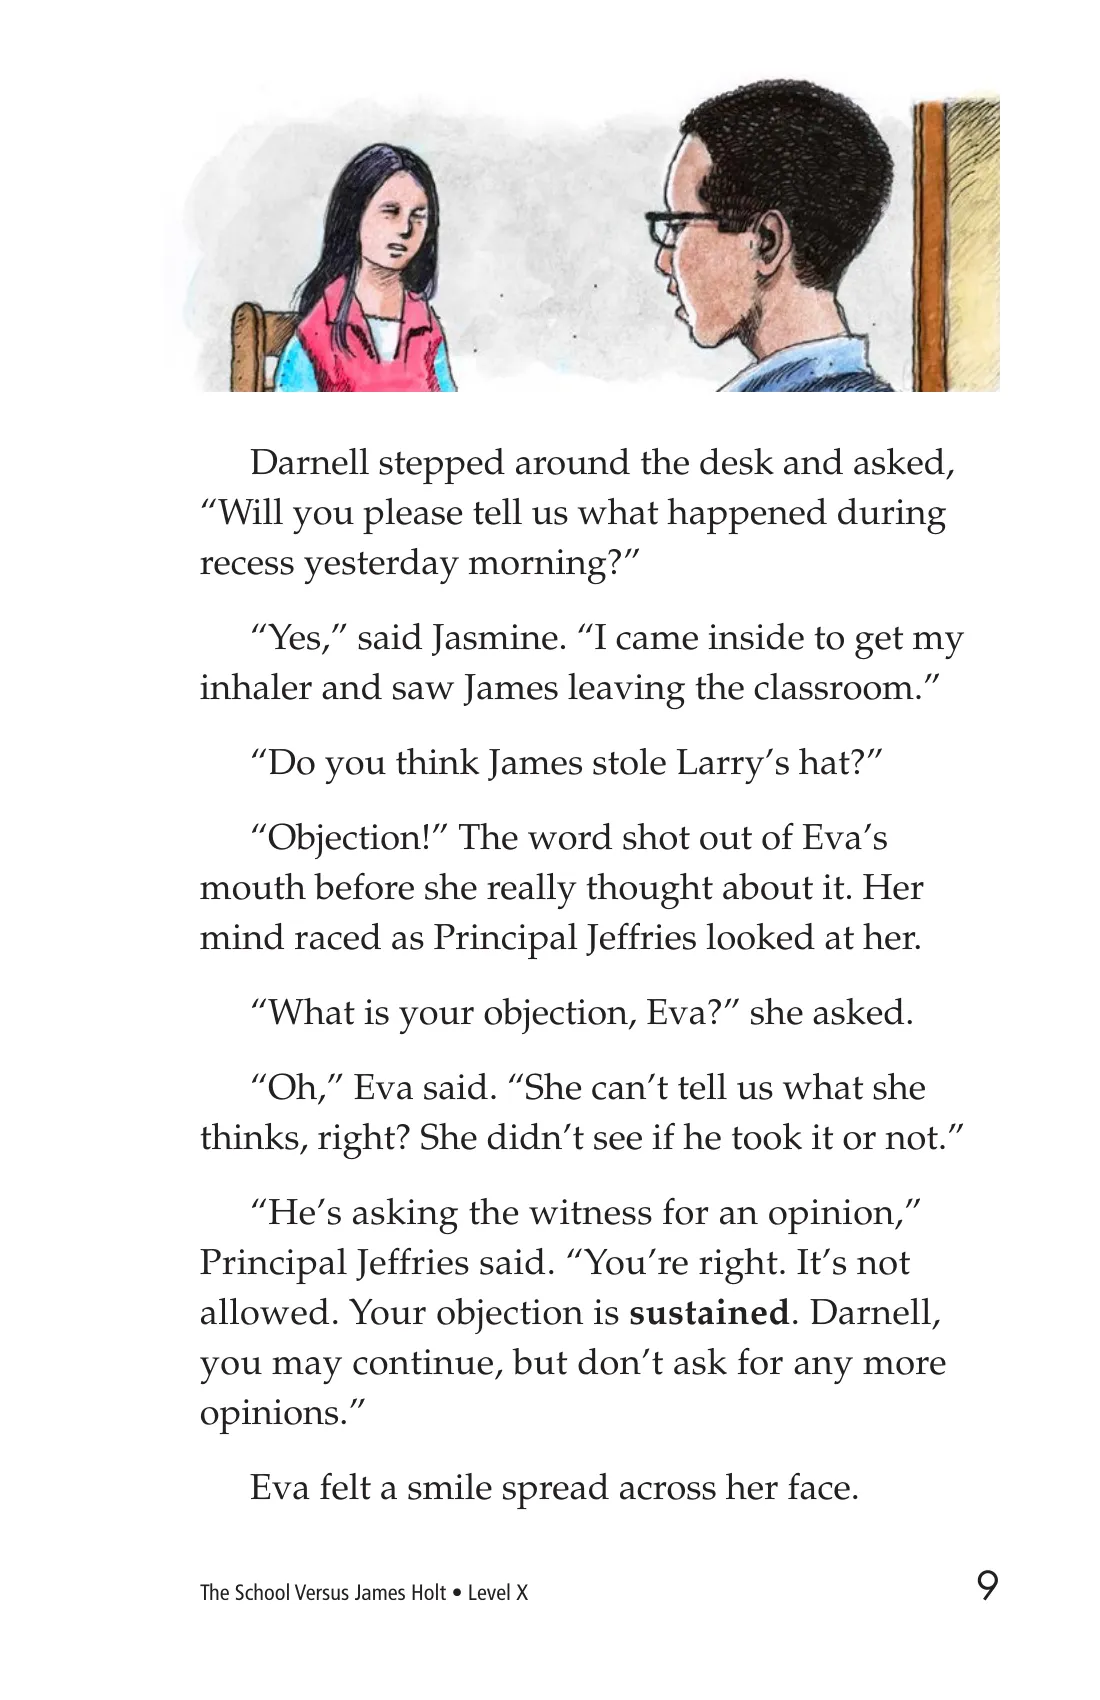 Darnell stepped around the desk and asked,
“Will you please tell us what happened during
recess yesterday morning?”
“Yes,” said Jasmine. “I came inside to get my
inhaler and saw James leaving the classroom.”
“Do you think James stole Larry’s hat?”
“Objection!” The word shot out of Eva’s
mouth before she really thought about it. Her
mind raced as Principal Jeffries looked at her.
“What is your objection, Eva?” she asked.
“Oh,” Eva said. “She can’t tell us what she
thinks, right? She didn’t see if he took it or not.”
“He’s asking the witness for an opinion,”
Principal Jeffries said. “You’re right. It’s not
allowed. Your objection is sustained. Darnell,
you may continue, but don’t ask for any more
opinions.”
Eva felt a smile spread across her face.
The School Versus James Holt • Level X
9